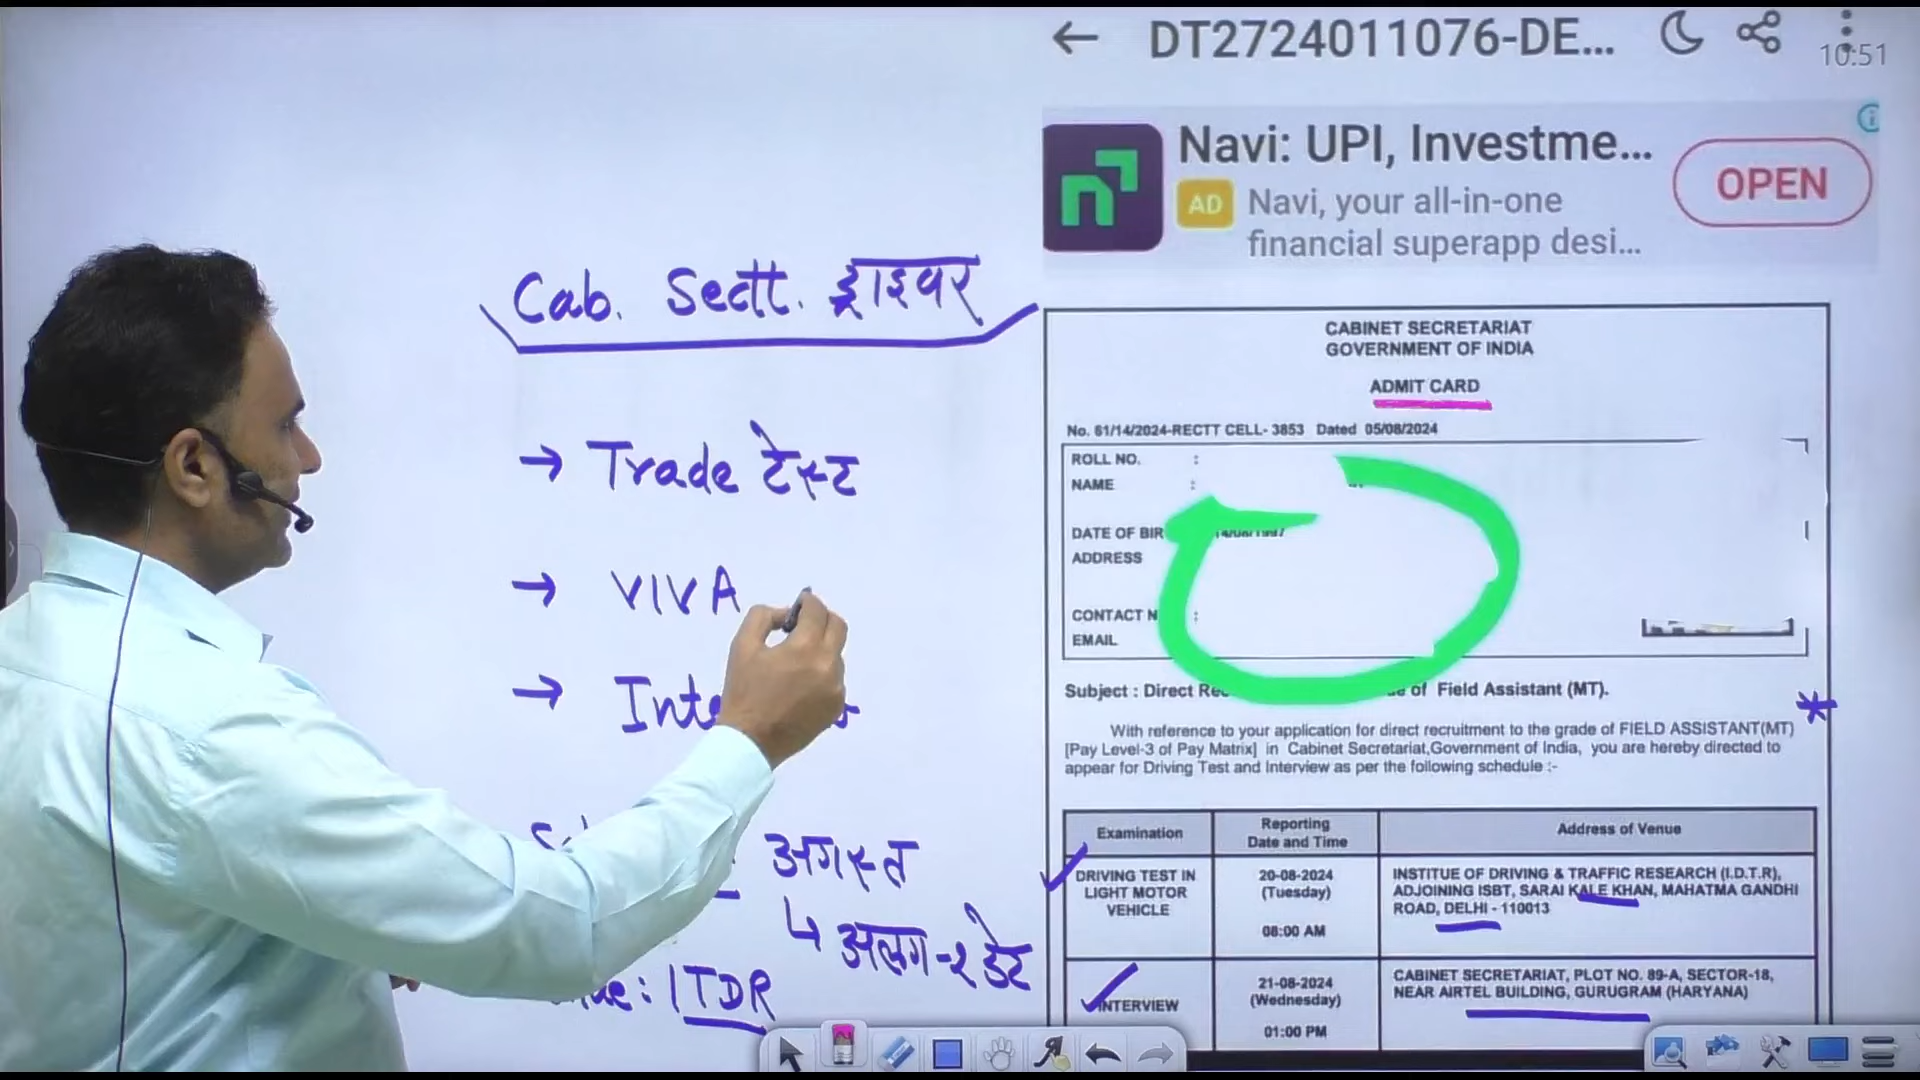 DT2724011076-DE...
10:51
Navi: UPI, Investme...
AD
Navi, your all-in-one
financial superapp desi...
OPEN
Cab. Sectt. ड्राइवर
→ Trade टेस्ट
→ VIVA
→
अगस्त
↳ अलग-२ डेट
: ITDR
CABINET SECRETARIAT
GOVERNMENT OF INDIA
ADMIT CARD
No. 61/14/2024-RECTT CELL- 3853 Dated 05/08/2024
ROLL NO. :
NAME :
DATE OF BIR
ADDRESS
CONTACT N :
EMAIL
Subject : Direct of Field Assistant (MT).
With reference to your application for direct recruitment to the grade of FIELD ASSISTANT(MT)
[Pay Level-3 of Pay Matrix] in Cabinet Secretariat,Government of India, you are hereby directed to
appear for Driving Test and Interview as per the following schedule :-
Examination
Reporting
Date and Time
Address of Venue
DRIVING TEST IN
LIGHT MOTOR
VEHICLE
20-08-2024
(Tuesday)
08:00 AM
INSTITUE OF DRIVING & TRAFFIC RESEARCH (I.D.T.R),
ADJOINING ISBT, SARAI KALE KHAN, MAHATMA GANDHI
ROAD, DELHI - 110013
INTERVIEW
21-08-2024
(Wednesday)
01:00 PM
CABINET SECRETARIAT, PLOT NO. 89-A, SECTOR-18,
NEAR AIRTEL BUILDING, GURUGRAM (HARYANA)